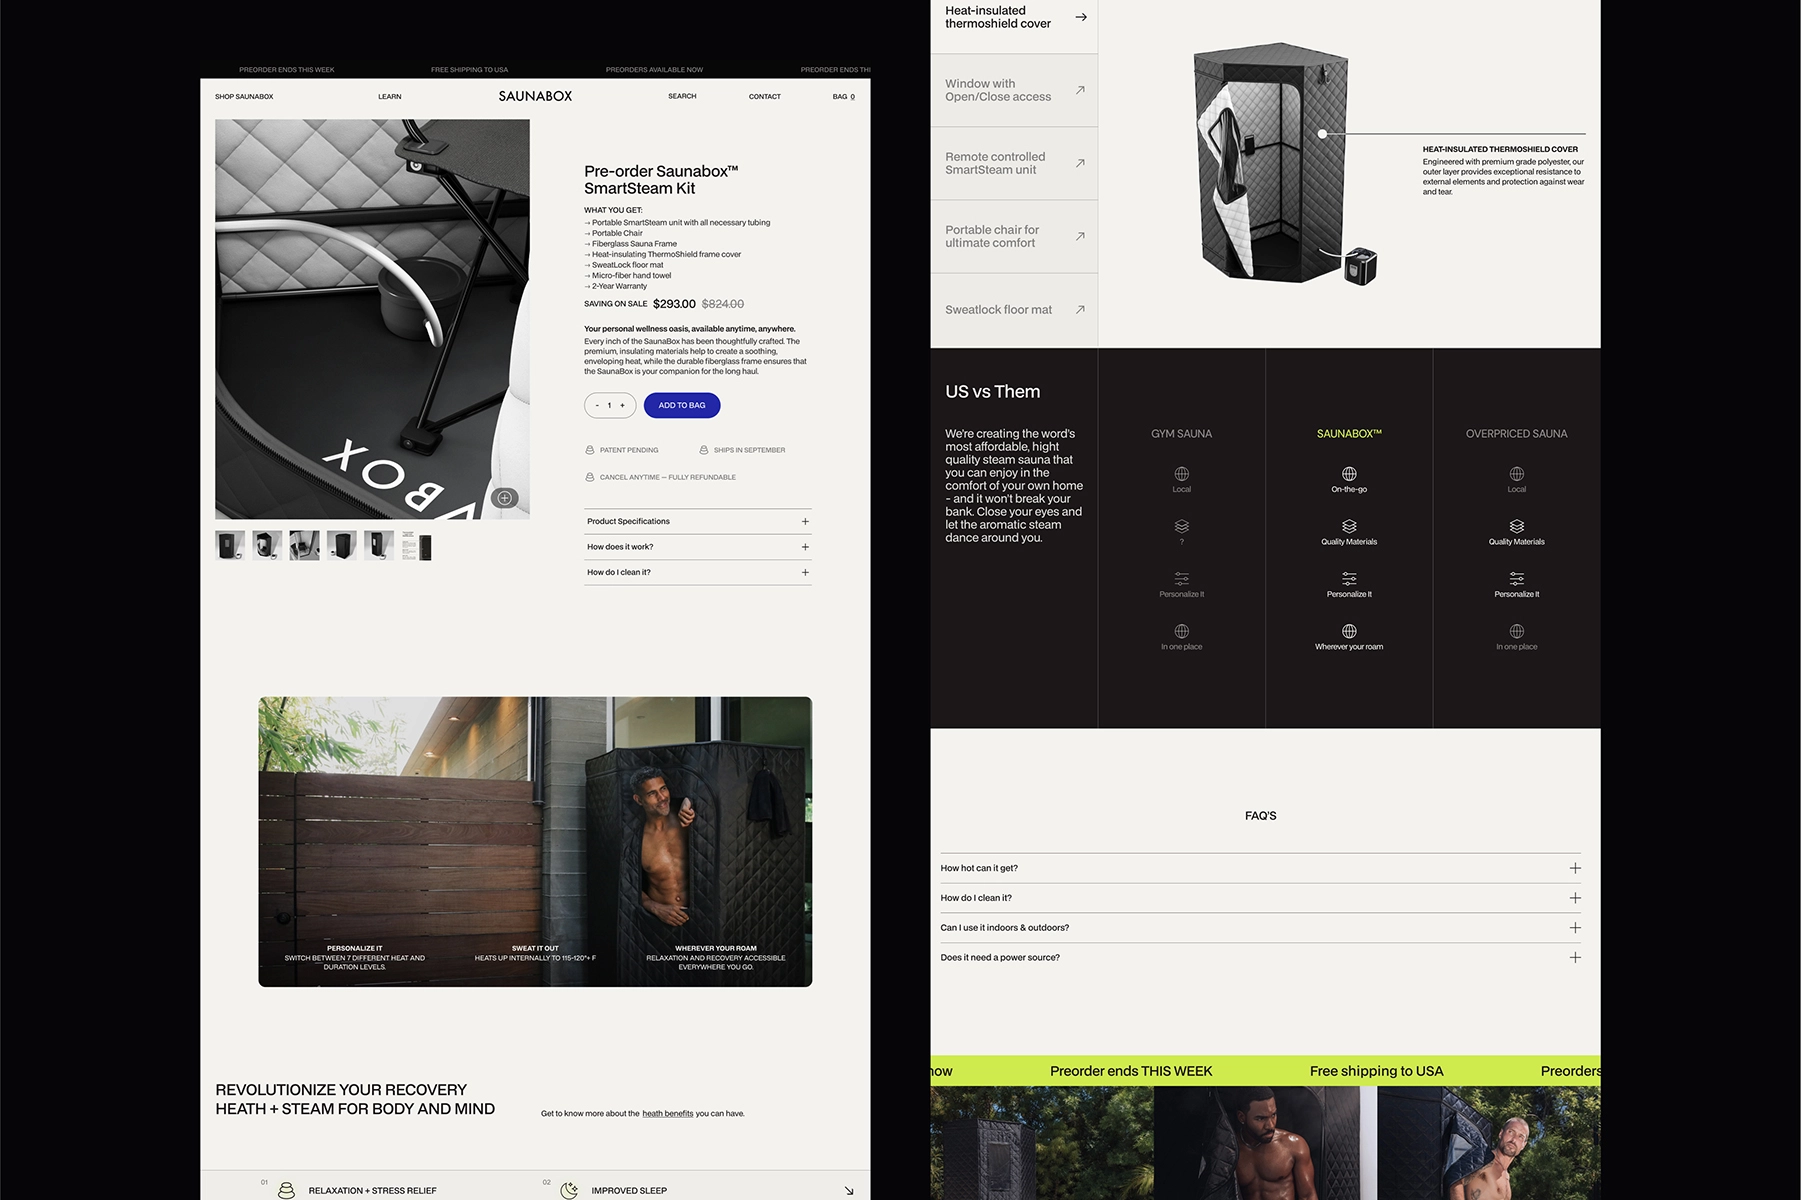 PREORDER ENDS THIS WEEK
FREE SHIPPING TO USA
PREORDERS AVAILABLE NOW
PREORDER ENDS THI
SHOP SAUNABOX
LEARN
SAUNABOX
SEARCH
CONTACT
BAG 0
VABOX
Pre-order Saunabox™
SmartSteam Kit
WHAT YOU GET:
→ Portable SmartSteam unit with all necessary tubing
→ Portable Chair
→ Fiberglass Sauna Frame
→ Heat-insulating ThermoShield frame cover
→ SweatLock floor mat
→ Micro-fiber hand towel
→ 2-Year Warranty
SAVING ON SALE $293.00 $824.00
Your personal wellness oasis, available anytime, anywhere.
Every inch of the SaunaBox has been thoughtfully crafted. The
premium, insulating materials help to create a soothing,
enveloping heat, while the durable fiberglass frame ensures that
the SaunaBox is your companion for the long haul.
- 1 +
ADD TO BAG
PATENT PENDING
SHIPS IN SEPTEMBER
CANCEL ANYTIME — FULLY REFUNDABLE
Product Specifications +
How does it work? +
How do I clean it? +
PERSONALIZE IT
SWITCH BETWEEN 7 DIFFERENT HEAT AND
DURATION LEVELS.
SWEAT IT OUT
HEATS UP INTERNALLY TO 115-120°+ F
WHEREVER YOUR ROAM
RELAXATION AND RECOVERY ACCESSIBLE
EVERYWHERE YOU GO.
REVOLUTIONIZE YOUR RECOVERY
HEATH + STEAM FOR BODY AND MIND
Get to know more about the heath benefits you can have.
01
RELAXATION + STRESS RELIEF
02
IMPROVED SLEEP
Heat-insulated
thermoshield cover
Window with
Open/Close access
Remote controlled
SmartSteam unit
Portable chair for
ultimate comfort
Sweatlock floor mat
HEAT-INSULATED THERMOSHIELD COVER
Engineered with premium grade polyester, our
outer layer provides exceptional resistance to
external elements and protection against wear
and tear.
US vs Them
We're creating the word's
most affordable, hight
quality steam sauna that
you can enjoy in the
comfort of your own home
- and it won't break your
bank. Close your eyes and
let the aromatic steam
dance around you.
GYM SAUNA
Local
?
Personalize It
In one place
SAUNABOX™
On-the-go
Quality Materials
Personalize It
Wherever your roam
OVERPRICED SAUNA
Local
Quality Materials
Personalize It
In one place
FAQ'S
How hot can it get?
How do I clean it?
Can I use it indoors & outdoors?
Does it need a power source?
now
Preorder ends THIS WEEK
Free shipping to USA
Preorders